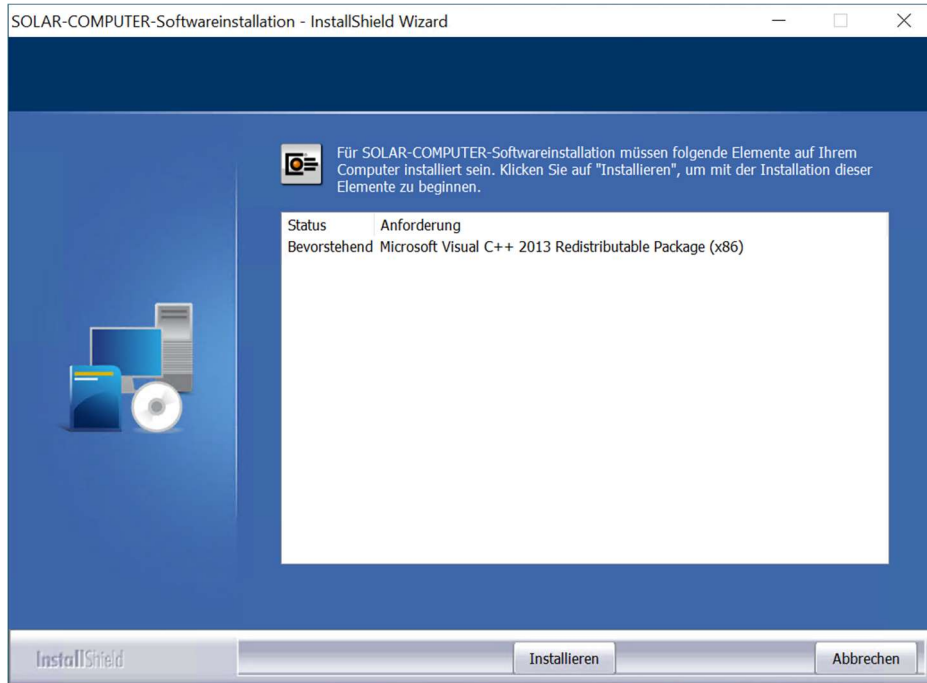 SOLAR-COMPUTER-Softwareinstallation - InstallShield Wizard
Für SOLAR-COMPUTER-Softwareinstallation müssen folgende Elemente auf Ihrem
Computer installiert sein. Klicken Sie auf "Installieren", um mit der Installation dieser
Elemente zu beginnen.
Status Anforderung
Bevorstehend Microsoft Visual C++ 2013 Redistributable Package (x86)
InstallShield
Installieren
Abbrechen